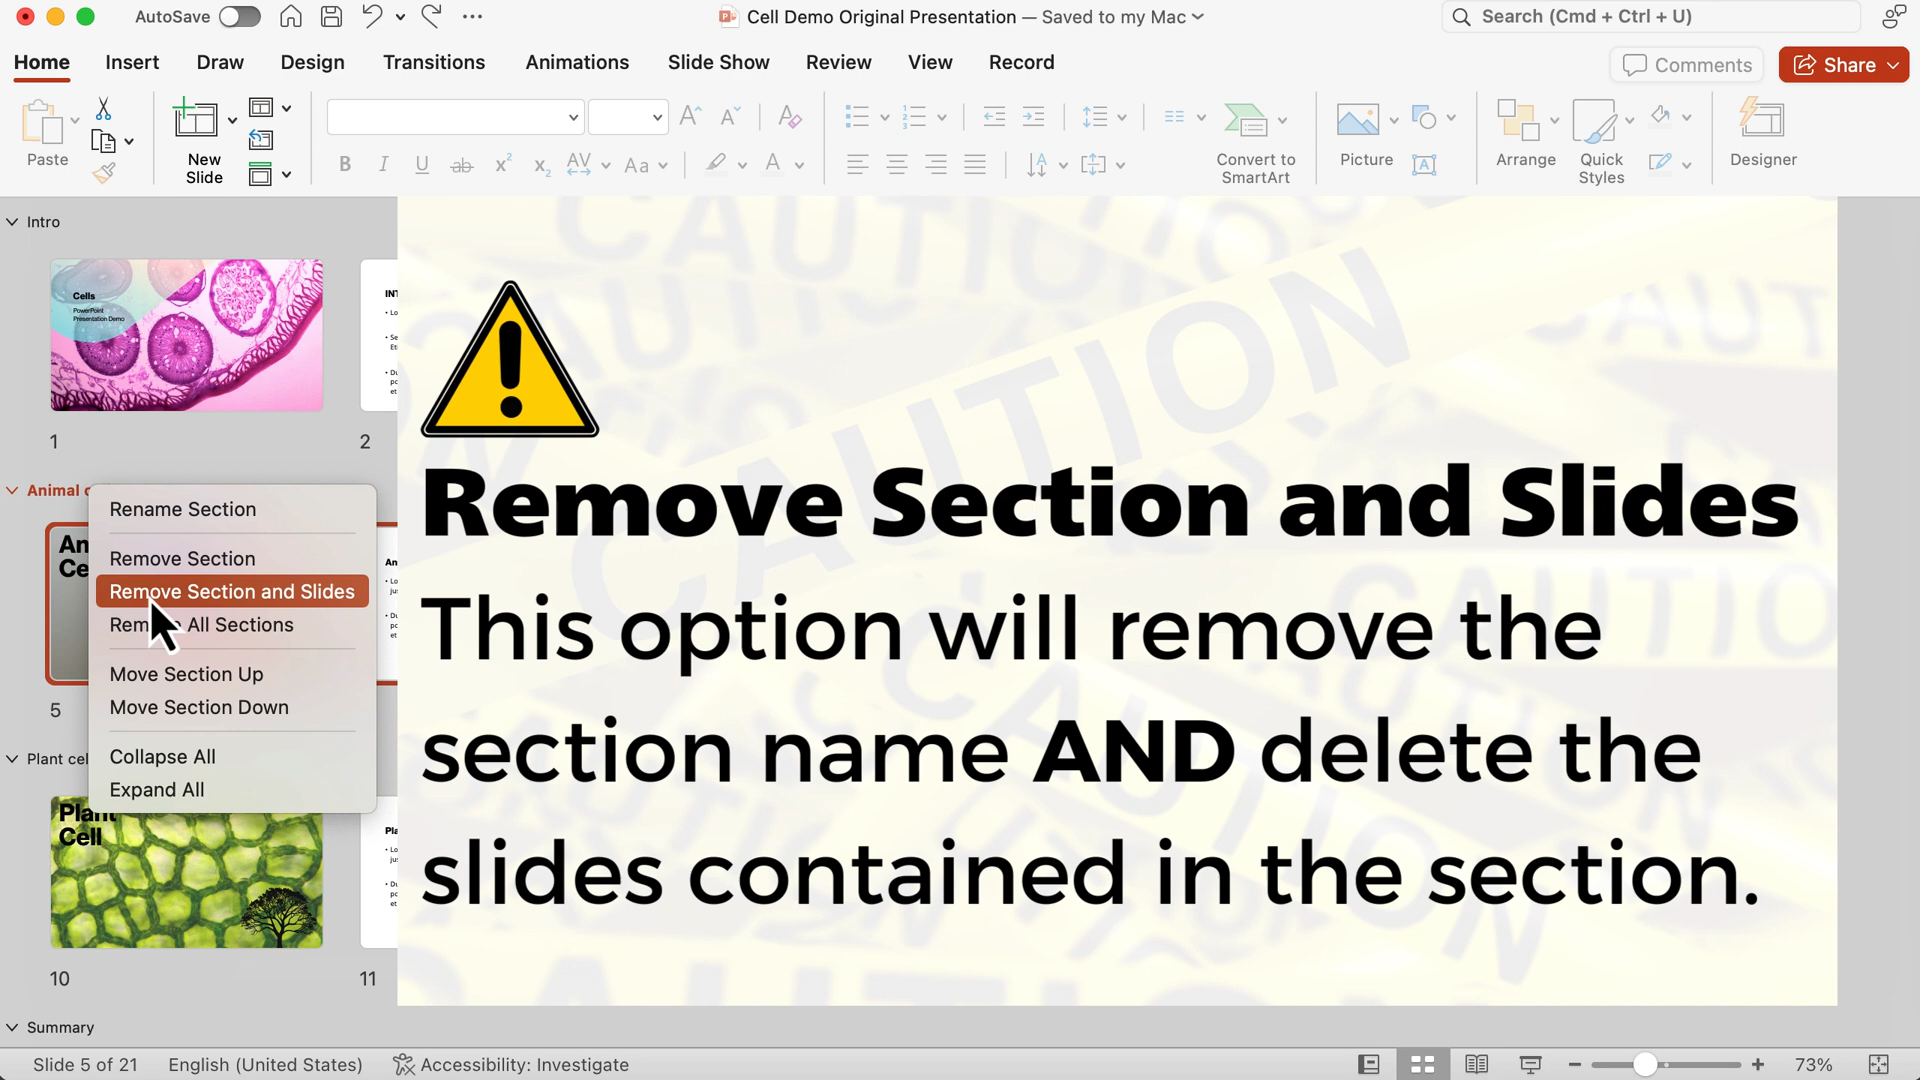 AutoSave
Cell Demo Original Presentation — Saved to my Mac
Search (Cmd + Ctrl + U)
Home Insert Draw Design Transitions Animations Slide Show Review View Record
Comments Share
Paste
New
Slide
Convert to
SmartArt
Picture
Arrange
Quick
Styles
Designer
Intro
Cells
PowerPoint
Presentation Demo
1
2
Animal
Rename Section
Remove Section
Remove Section and Slides
Remove All Sections
Move Section Up
Move Section Down
Collapse All
Expand All
5
Plant
Plant
Cell
10
11
Summary
CAUTION
Remove Section and Slides
This option will remove the
section name AND delete the
slides contained in the section.
Slide 5 of 21 English (United States) Accessibility: Investigate
73%